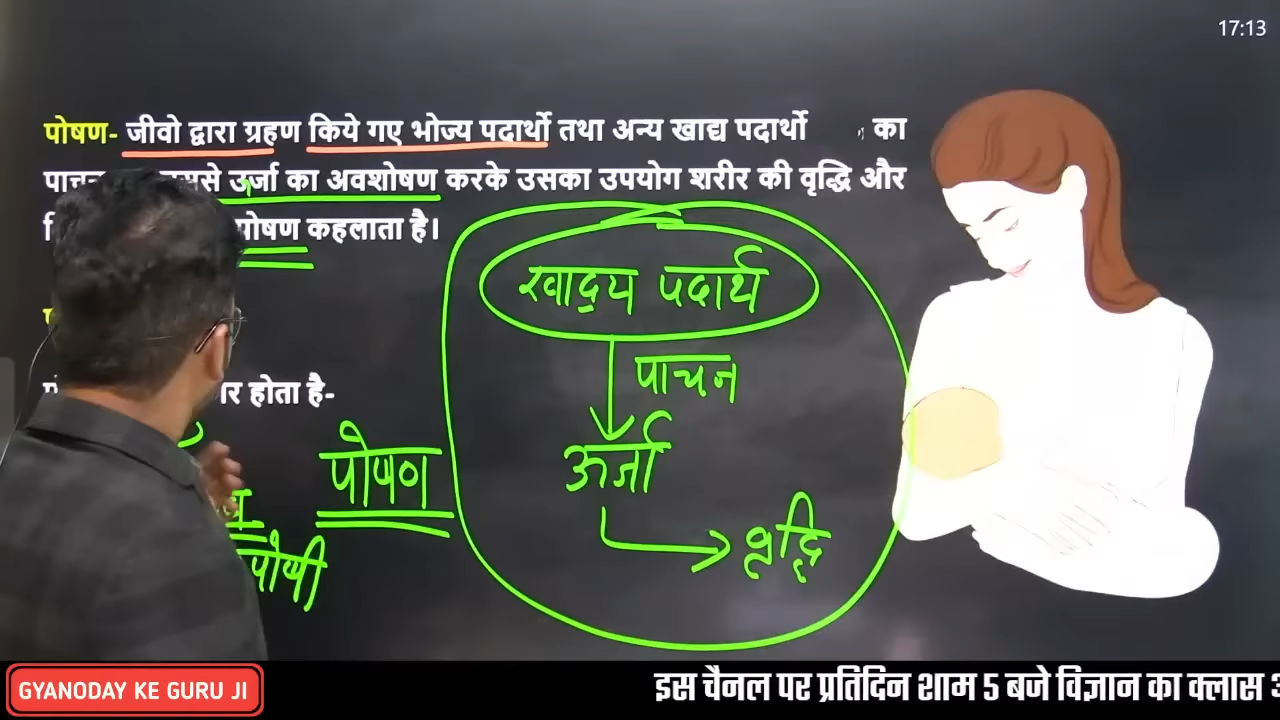 17:13
पोषण- जीवो द्वारा ग्रहण किये गए भोज्य पदार्थो तथा अन्य खाद्य पदार्थो का
उर्जा का अवशोषण करके उसका उपयोग शरीर की वृद्धि और
पोषण कहलाता है।
खाद्रय पदार्थ
पाचन
होता है-
पोषण
ऊर्जा
वृद्धि
GYANODAY KE GURU JI
इस चैनल पर प्रतिदिन शाम 5 बजे विज्ञान का क्लास